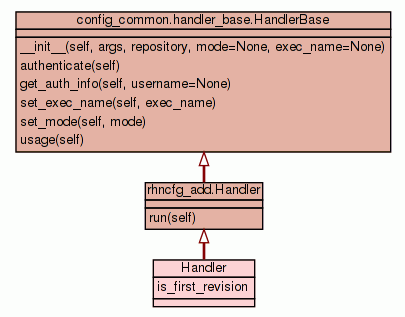 config_common.handler_base.HandlerBase
__init__(self, args, repository, mode=None, exec_name=None)
authenticate(self)
get_auth_info(self, username=None)
set_exec_name(self, exec_name)
set_mode(self, mode)
usage(self)
rhncfg_add.Handler
run(self)
Handler
is_first_revision